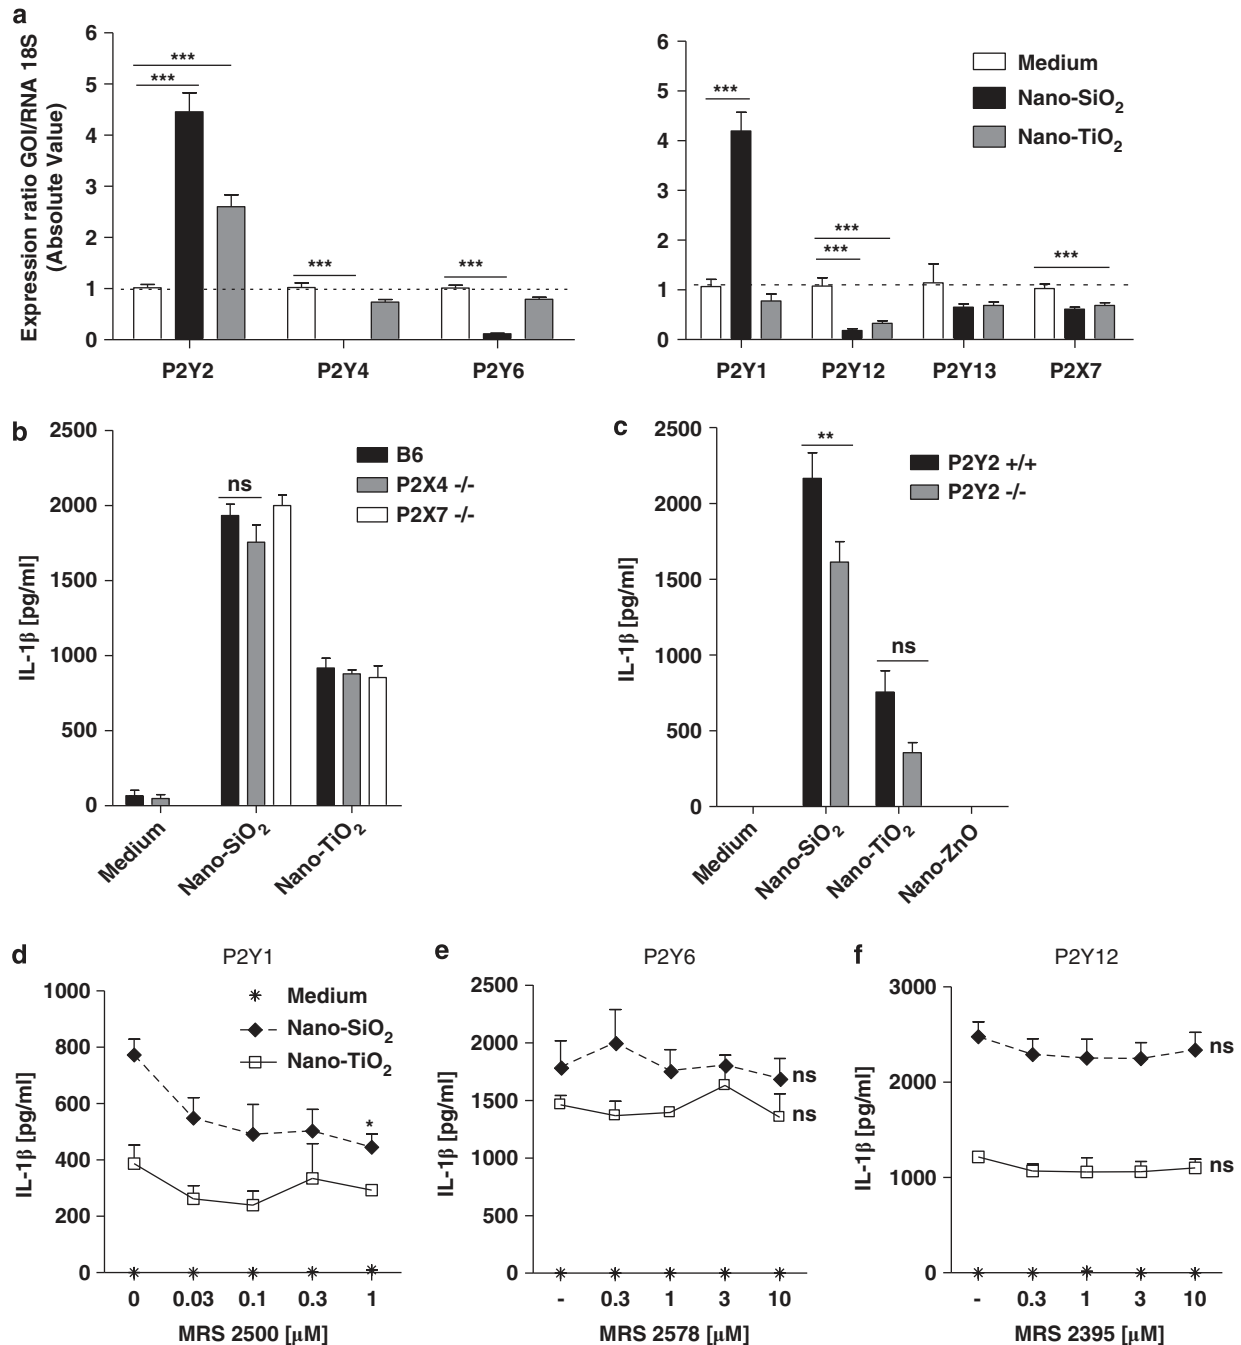 a
Expression ratio GOI/RNA 18S
(Absolute Value)
6
5
4
3
2
1
0
***
***
***
***
P2Y2
P2Y4
P2Y6
6
5
4
3
2
1
0
***
***
***
***
P2Y1
P2Y12
P2Y13
P2X7
Medium
Nano-SiO2
Nano-TiO2
b
IL-1β [pg/ml]
2500
2000
1500
1000
500
0
ns
B6
P2X4 -/-
P2X7 -/-
Medium
Nano-SiO2
Nano-TiO2
c
IL-1β [pg/ml]
2500
2000
1500
1000
500
0
**
ns
P2Y2 +/+
P2Y2 -/-
Medium
Nano-SiO2
Nano-TiO2
Nano-ZnO
d
P2Y1
IL-1β [pg/ml]
1000
800
600
400
200
0
Medium
Nano-SiO2
Nano-TiO2
*
0
0.03
0.1
0.3
1
MRS 2500 [μM]
e
P2Y6
IL-1β [pg/ml]
2500
2000
1500
1000
500
0
ns
ns
-
0.3
1
3
10
MRS 2578 [μM]
f
P2Y12
IL-1β [pg/ml]
3000
2000
1000
0
ns
ns
-
0.3
1
3
10
MRS 2395 [μM]